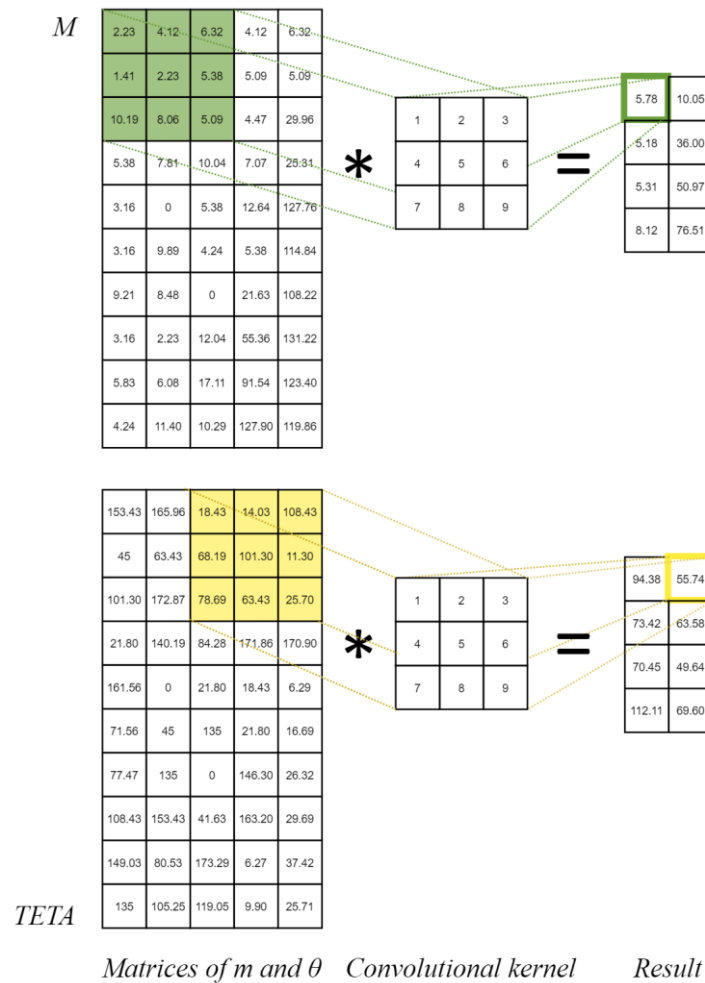 M
2.23 4.12 6.32 4.12 6.32
1.41 2.23 5.38 5.09 5.09
10.19 8.06 5.09 4.47 29.96
5.38 7.81 10.04 7.07 25.31
3.16 0 5.38 12.64 127.76
3.16 9.89 4.24 5.38 114.84
9.21 8.48 0 21.63 108.22
3.16 2.23 12.04 55.36 131.22
5.83 6.08 17.11 91.54 123.40
4.24 11.40 10.29 127.90 119.86
*
1 2 3
4 5 6
7 8 9
=
5.78 10.05
5.18 36.00
5.31 50.97
8.12 76.51
153.43 165.96 18.43 14.03 108.43
45 63.43 68.19 101.30 11.30
101.30 172.87 78.69 63.43 25.70
21.80 140.19 84.28 171.86 170.90
161.56 0 21.80 18.43 6.29
71.56 45 135 21.80 16.69
77.47 135 0 146.30 26.32
108.43 153.43 41.63 163.20 29.69
149.03 80.53 173.29 6.27 37.42
135 105.25 119.05 9.90 25.71
TETA
*
1 2 3
4 5 6
7 8 9
=
94.38 55.74
73.42 63.58
70.45 49.64
112.11 69.60
Matrices of m and θ Convolutional kernel Result